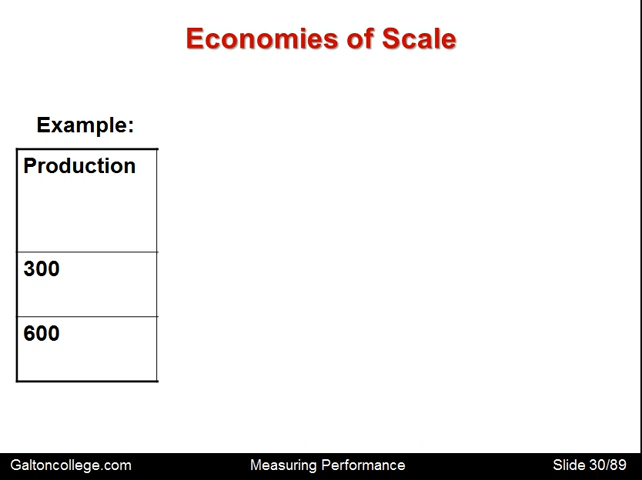 Economies of Scale
Example:
Production
300
600
Galtoncollege.com Measuring Performance Slide 30/89